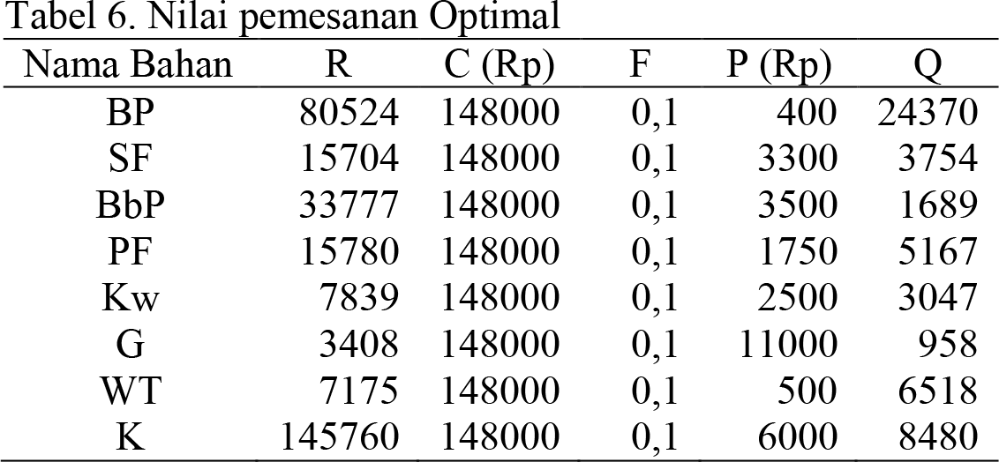 Tabel 6. Nilai pemesanan Optimal
Nama Bahan R C (Rp) F P (Rp) Q
BP 80524 148000 0,1 400 24370
SF 15704 148000 0,1 3300 3754
BbP 33777 148000 0,1 3500 1689
PF 15780 148000 0,1 1750 5167
Kw 7839 148000 0,1 2500 3047
G 3408 148000 0,1 11000 958
WT 7175 148000 0,1 500 6518
K 145760 148000 0,1 6000 8480